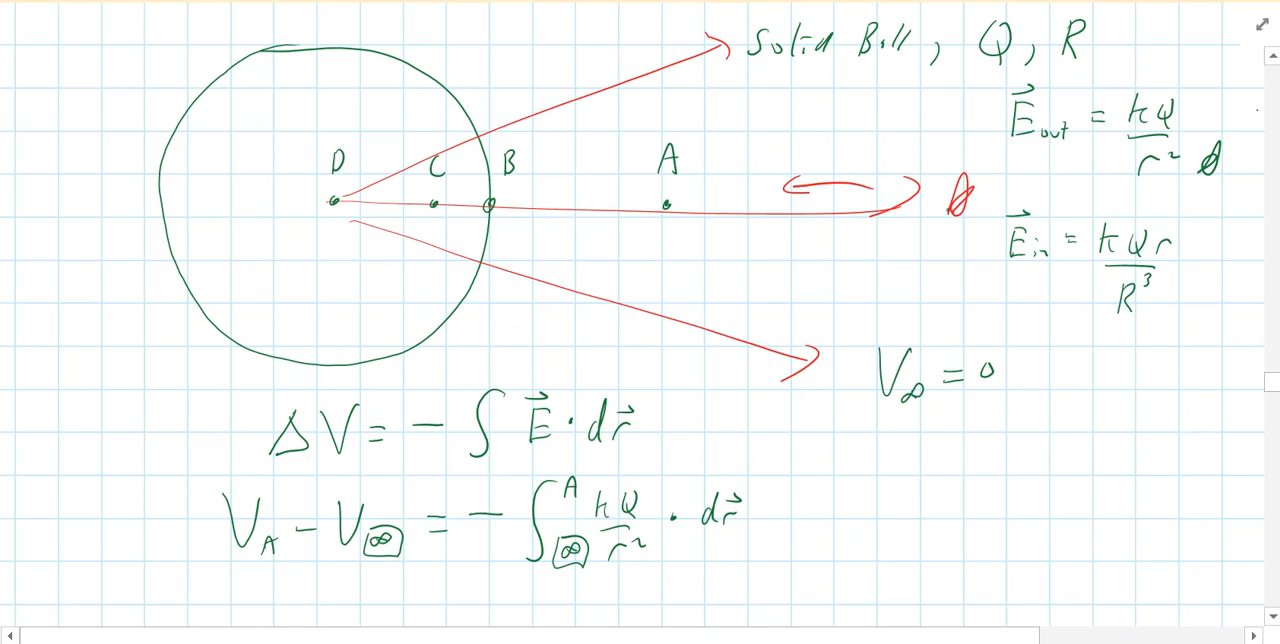 Solid Ball, Q, R
E⃗out = kQ/r²
D C B A
E⃗in = kQr/R³
V∞ = 0
ΔV = − ∫ E⃗ · dr⃗
V_A − V_∞ = − ∫_∞^A kQ/r² · dr⃗